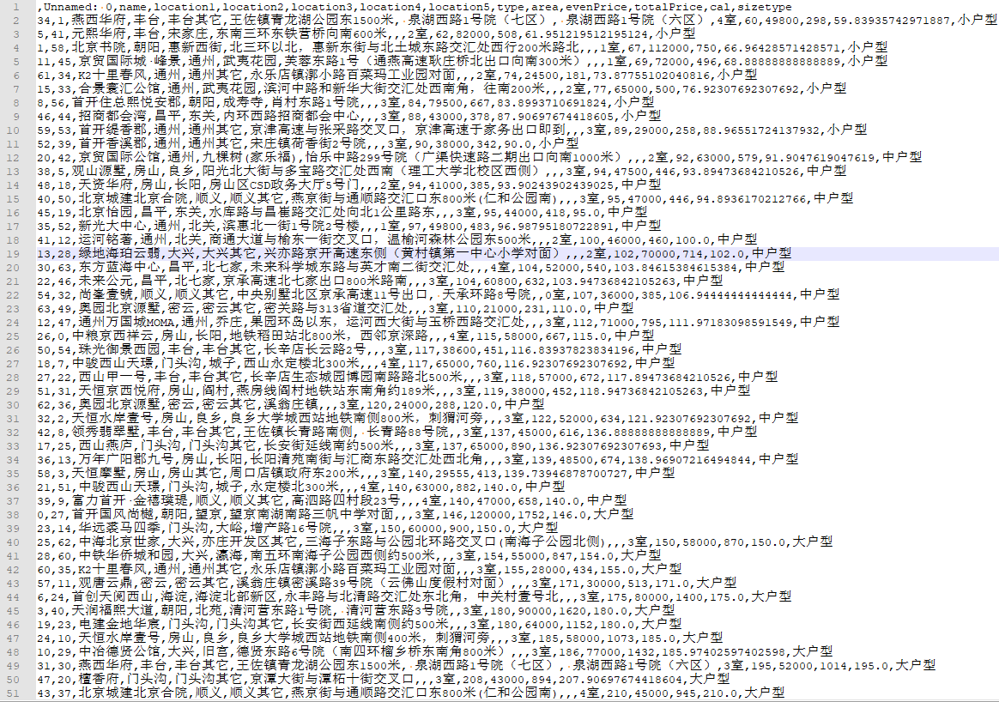 1 ,Unnamed: 0,name,location1,location2,location3,location4,location5,type,area,evenPrice,totalPrice,cal,sizetype
2 34,1,燕西华府,丰台,丰台其它,王佐镇青龙湖公园东1500米, 泉湖西路1号院（七区）, 泉湖西路1号院（六区）,4室,60,49800,298,59.83935742971887,小户型
3 5,41,元熙华府,丰台,宋家庄,东南三环东铁营桥向南600米,,,2室,62,82000,508,61.951219512195124,小户型
4 1,58,北京书院,朝阳,惠新西街,北三环以北，惠新东街与北土城东路交汇处西行200米路北,,,1室,67,112000,750,66.96428571428571,小户型
5 11,45,京贸国际城·峰景,通州,武夷花园,芙蓉东路1号（通燕高速耿庄桥北出口向南300米）,,,1室,69,72000,496,68.88888888888889,小户型
6 61,34,K2十里春风,通州,通州其它,永乐店镇漷小路百菜玛工业园对面,,,2室,74,24500,181,73.87755102040816,小户型
7 15,33,合景寰汇公馆,通州,武夷花园,滨河中路和新华大街交汇处西南角，往南200米,,,2室,77,65000,500,76.92307692307692,小户型
8 8,56,首开住总熙悦安郡,朝阳,成寿寺,肖村东路1号院,,,3室,84,79500,667,83.8993710691824,小户型
9 46,44,招商都会湾,昌平,东关,内环西路招商都会中心,,,3室,88,43000,378,87.90697674418605,小户型
10 59,53,首开缇香郡,通州,通州其它,京津高速与张采路交叉口，京津高速于家务出口即到,,,3室,89,29000,258,88.96551724137932,小户型
11 52,39,首开香溪郡,通州,通州其它,宋庄镇荷香街2号院,,,3室,90,38000,342,90.0,小户型
12 20,42,京贸国际公馆,通州,九棵树(家乐福),怡乐中路299号院（广渠快速路二期出口向南1000米）,,,2室,92,63000,579,91.9047619047619,中户型
13 38,5,观山源墅,房山,良乡,阳光北大街与多宝路交汇处西南（理工大学北校区西侧）,,,3室,94,47500,446,93.89473684210526,中户型
14 48,18,天资华府,房山,长阳,房山区CSD政务大厅5号门,,,2室,94,41000,385,93.90243902439025,中户型
15 40,50,北京城建北京合院,顺义,顺义其它,燕京街与通顺路交汇口东800米(仁和公园南),,,3室,95,47000,446,94.8936170212766,中户型
16 45,19,北京怡园,昌平,东关,水库路与昌崔路交汇处向北1公里路东,,,3室,95,44000,418,95.0,中户型
17 35,52,新光大中心,通州,北关,滨惠北一街1号院2号楼,,,1室,97,49800,483,96.98795180722891,中户型
18 41,12,运河铭著,通州,北关,商通大道与榆东一街交叉口，温榆河森林公园东500米,,,2室,100,46000,460,100.0,中户型
19 13,28,绿地海珀云翡,大兴,大兴其它,兴亦路京开高速东侧（黄村镇第一中心小学对面）,,,2室,102,70000,714,102.0,中户型
20 30,63,东方蓝海中心,昌平,北七家,未来科学城东路与英才南二街交汇处,,,4室,104,52000,540,103.84615384615384,中户型
21 22,46,未来公元,昌平,北七家,京承高速北七家出口800米路南,,,3室,104,60800,632,103.94736842105263,中户型
22 54,32,尚峯壹號,顺义,顺义其它,中央别墅北区京承高速11号出口, 天承环路8号院,,0室,107,36000,385,106.94444444444444,中户型
23 63,49,奥园北京源墅,密云,密云其它,密关路与313省道交汇处,,,3室,110,21000,231,110.0,中户型
24 12,47,通州万国城MOMA,通州,乔庄,果园环岛以东，运河西大街与玉桥西路交汇处,,,3室,112,71000,795,111.97183098591549,中户型
25 26,0,中粮京西祥云,房山,长阳,地铁稻田站北800米，西邻京深路,,,4室,115,58000,667,115.0,中户型
26 50,54,珠光御景西园,丰台,丰台其它,长辛店长云路2号,,,3室,117,38600,451,116.83937823834196,中户型
27 18,7,中骏西山天璟,门头沟,城子,西山永定楼北300米,,,4室,117,65000,760,116.92307692307692,中户型
28 27,22,西山甲一号,丰台,丰台其它,长辛店生态城园博园南路路北500米,,,3室,118,57000,672,117.89473684210526,中户型
29 51,31,天恒京西悦府,房山,阎村,燕房线阎村地铁站东南角约189米,,,3室,119,38000,452,118.94736842105263,中户型
30 62,36,奥园北京源墅,密云,密云其它,溪翁庄镇,,,3室,120,24000,288,120.0,中户型
31 32,2,天恒水岸壹号,房山,良乡,良乡大学城西站地铁南侧800米，刺猬河旁,,,3室,122,52000,634,121.92307692307692,中户型
32 42,8,领秀翡翠墅,丰台,丰台其它,王佐镇长青路南侧, 长青路88号院,,3室,137,45000,616,136.88888888888889,中户型
33 17,25,西山燕庐,门头沟,门头沟其它,长安街延线南约500米,,,3室,137,65000,890,136.92307692307693,中户型
34 36,13,万年广阳郡九号,房山,长阳,长阳清苑南街与汇商东路交汇处西北角,,,3室,139,48500,674,138.96907216494844,中户型
35 58,3,天恒摩墅,房山,房山其它,周口店镇政府东200米,,,3室,140,29555,413,139.73946878700727,中户型
36 21,51,中骏西山天璟,门头沟,城子,永定楼北300米,,,4室,140,63000,882,140.0,中户型
37 39,9,富力首开·金禧璞瑅,顺义,顺义其它,高泗路四村段23号,,,4室,140,47000,658,140.0,中户型
38 0,27,首开国风尚樾,朝阳,望京,望京南湖南路三帆中学对面,,,3室,146,120000,1752,146.0,大户型
39 23,14,华远裘马四季,门头沟,大峪,增产路16号院,,,3室,150,60000,900,150.0,大户型
40 25,62,中海北京世家,大兴,亦庄开发区其它,三海子东路与公园北环路交叉口(南海子公园北侧),,,3室,150,58000,870,150.0,大户型
41 28,60,中铁华侨城和园,大兴,瀛海,南五环南海子公园西侧约500米,,,3室,154,55000,847,154.0,大户型
42 60,35,K2十里春风,通州,通州其它,永乐店镇漷小路百菜玛工业园对面,,,3室,155,28000,434,155.0,大户型
43 57,11,观唐云鼎,密云,密云其它,溪翁庄镇密溪路39号院（云佛山度假村对面）,,,3室,171,30000,513,171.0,大户型
44 6,24,首创天阅西山,海淀,海淀北部新区,永丰路与北清路交汇处东北角，中关村壹号北,,,3室,175,80000,1400,175.0,大户型
45 3,40,天润福熙大道,朝阳,北苑,清河营东路1号院, 清河营东路3号院,,3室,180,90000,1620,180.0,大户型
46 19,23,电建金地华宸,门头沟,门头沟其它,长安街西延线南侧约500米,,,3室,180,64000,1152,180.0,大户型
47 24,10,天恒水岸壹号,房山,良乡,良乡大学城西站地铁南侧400米，刺猬河旁,,,3室,185,58000,1073,185.0,大户型
48 10,29,中冶德贤公馆,大兴,旧宫,德贤东路6号院（南四环榴乡桥东南角800米）,,,3室,186,77000,1432,185.97402597402598,大户型
49 31,30,燕西华府,丰台,丰台其它,王佐镇青龙湖公园东1500米, 泉湖西路1号院（七区）, 泉湖西路1号院（六区）,3室,195,52000,1014,195.0,大户型
50 47,20,檀香府,门头沟,门头沟其它,京潭大街与潭柘十街交叉口,,,3室,208,43000,894,207.90697674418604,大户型
51 43,37,北京城建北京合院,顺义,顺义其它,燕京街与通顺路交汇口东800米(仁和公园南),,,4室,210,45000,945,210.0,大户型